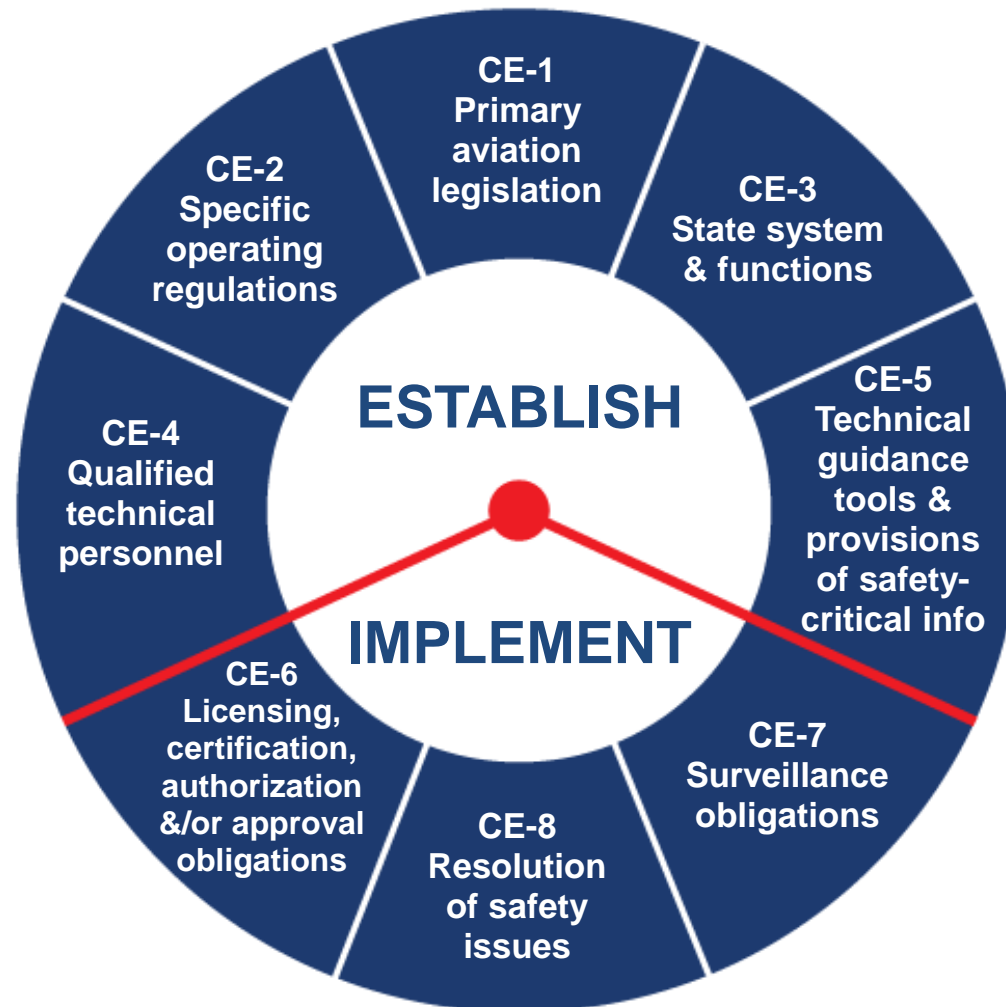 CE-1
Primary
aviation
legislation
CE-2
Specific
operating
regulations
CE-3
State system
& functions
CE-4
Qualified
technical
personnel
CE-5
Technical
guidance
tools &
provisions
of safety-
critical info
ESTABLISH
IMPLEMENT
CE-6
Licensing,
certification,
authorization
&/or approval
obligations
CE-7
Surveillance
obligations
CE-8
Resolution
of safety
issues